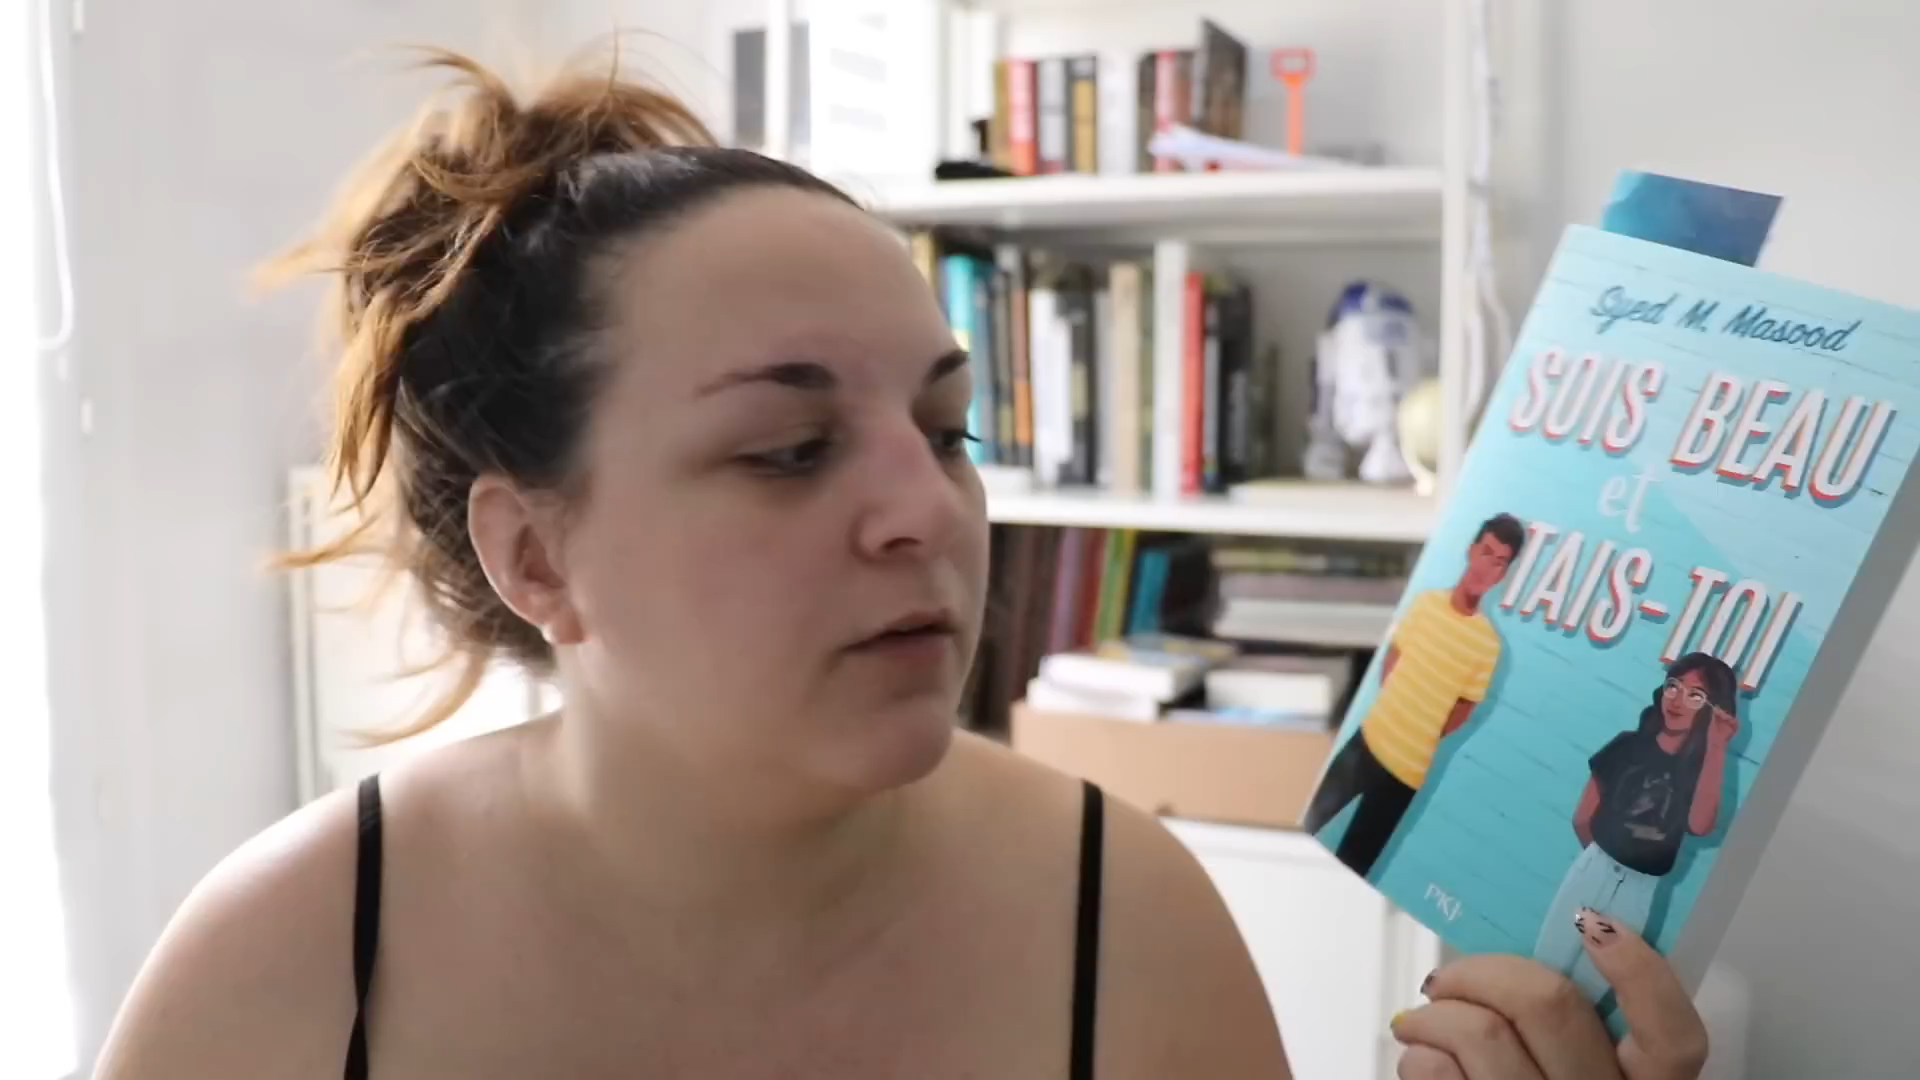 Syed M. Masood
SOIS BEAU
et
TAIS-TOI
PKJ